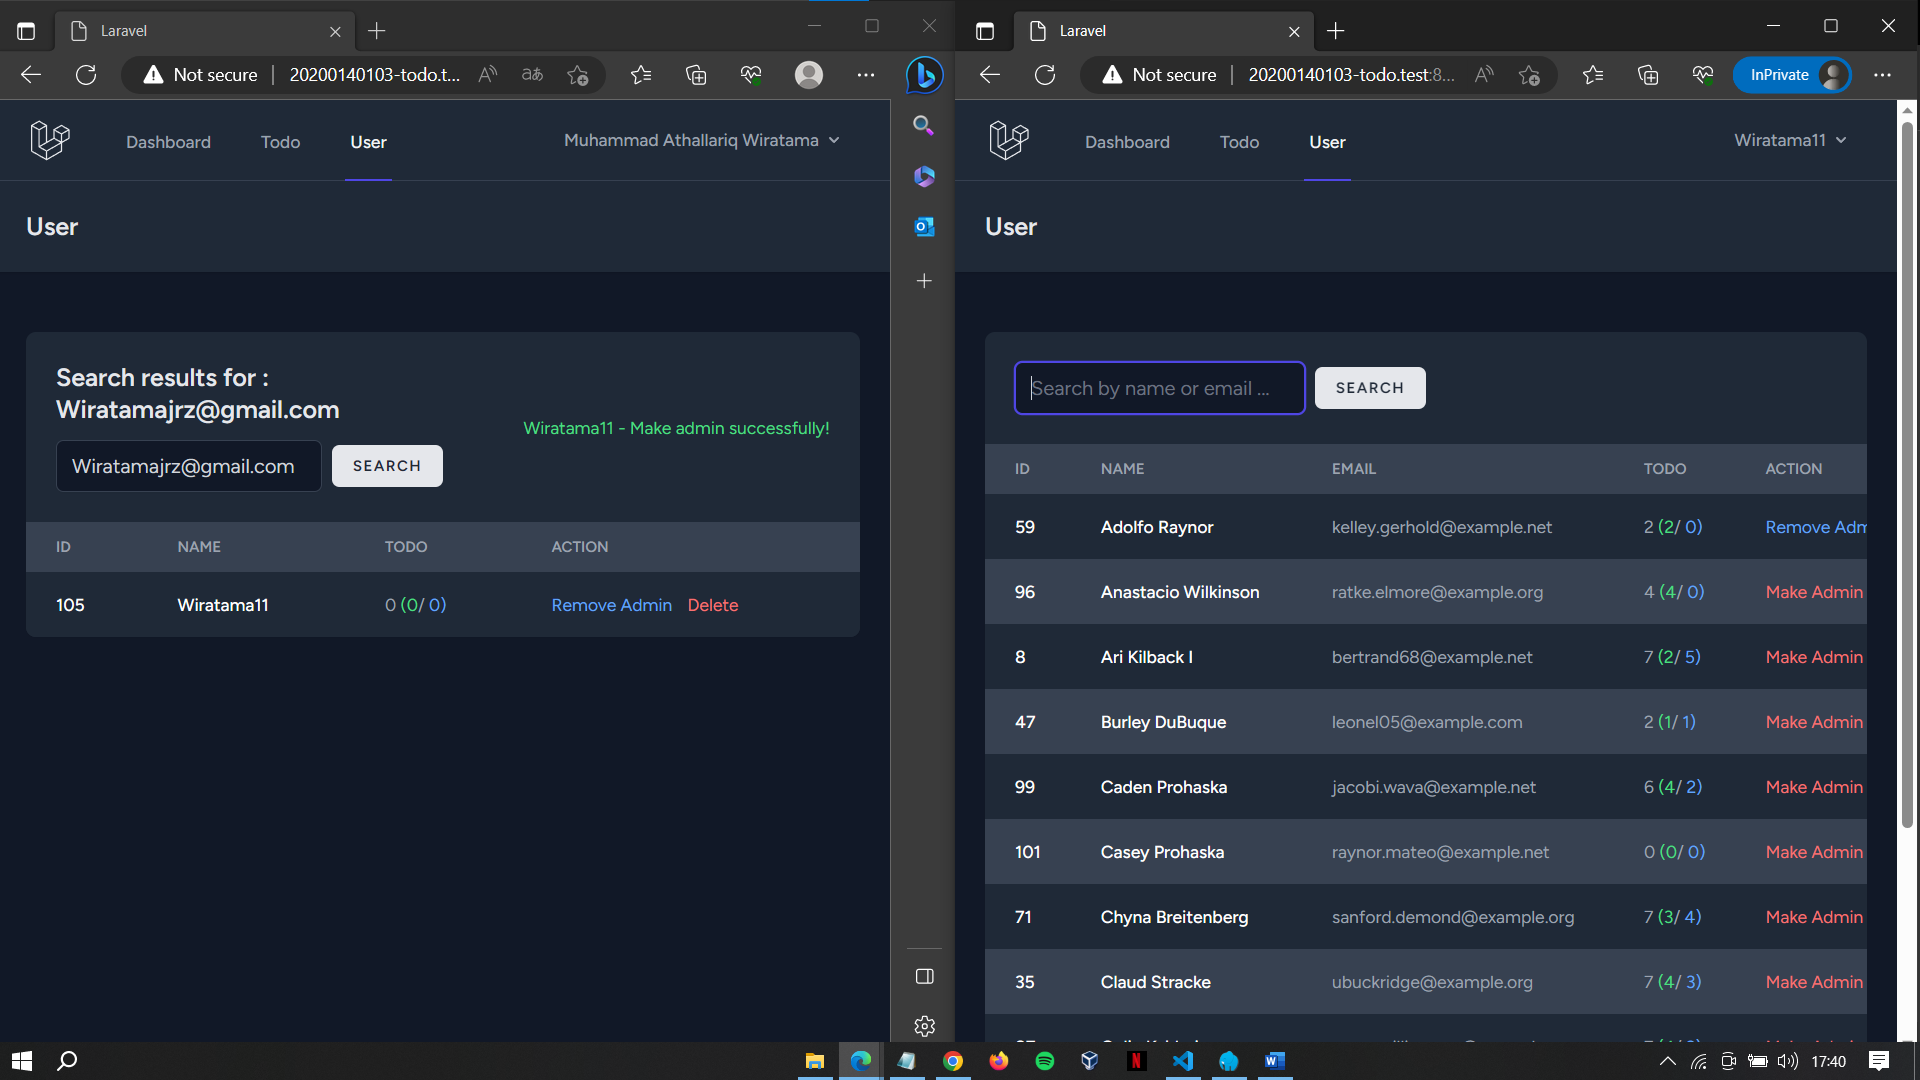 Laravel
Not secure
20200140103-todo.t...
Dashboard
Todo
User
Muhammad Athallariq Wiratama
User
Search results for :
Wiratamajrz@gmail.com
Wiratama11 - Make admin successfully!
Wiratamajrz@gmail.com
SEARCH
ID NAME TODO ACTION
105 Wiratama11 0 (0/ 0) Remove Admin Delete
Laravel
Not secure
20200140103-todo.test:8...
InPrivate
Dashboard
Todo
User
Wiratama11
User
Search by name or email ...
SEARCH
ID NAME EMAIL TODO ACTION
59 Adolfo Raynor kelley.gerhold@example.net 2 (2/ 0) Remove Adm
96 Anastacio Wilkinson ratke.elmore@example.org 4 (4/ 0) Make Admin
8 Ari Kilback I bertrand68@example.net 7 (2/ 5) Make Admin
47 Burley DuBuque leonel05@example.com 2 (1/ 1) Make Admin
99 Caden Prohaska jacobi.wava@example.net 6 (4/ 2) Make Admin
101 Casey Prohaska raynor.mateo@example.net 0 (0/ 0) Make Admin
71 Chyna Breitenberg sanford.demond@example.org 7 (3/ 4) Make Admin
35 Claud Stracke ubuckridge@example.org 7 (4/ 3) Make Admin
17:40